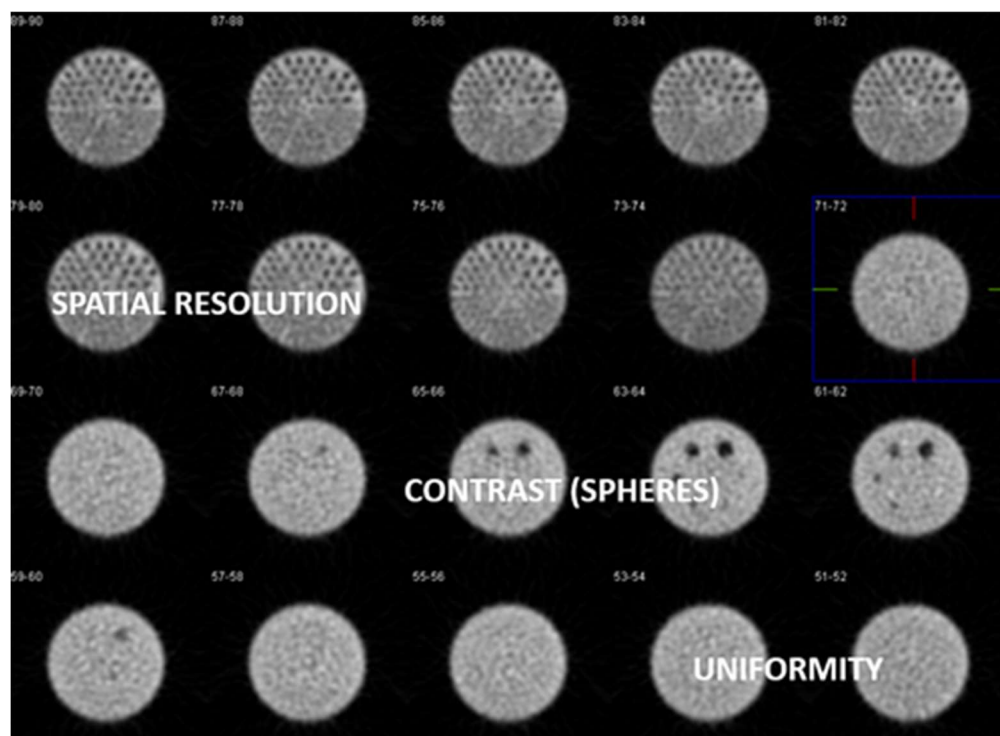 89-90 87-88 85-86 83-84 81-82
79-80 77-78 75-76 73-74 71-72
SPATIAL RESOLUTION
69-70 67-68 65-66 63-64 61-62
CONTRAST (SPHERES)
59-60 57-58 55-56 53-54 51-52
UNIFORMITY